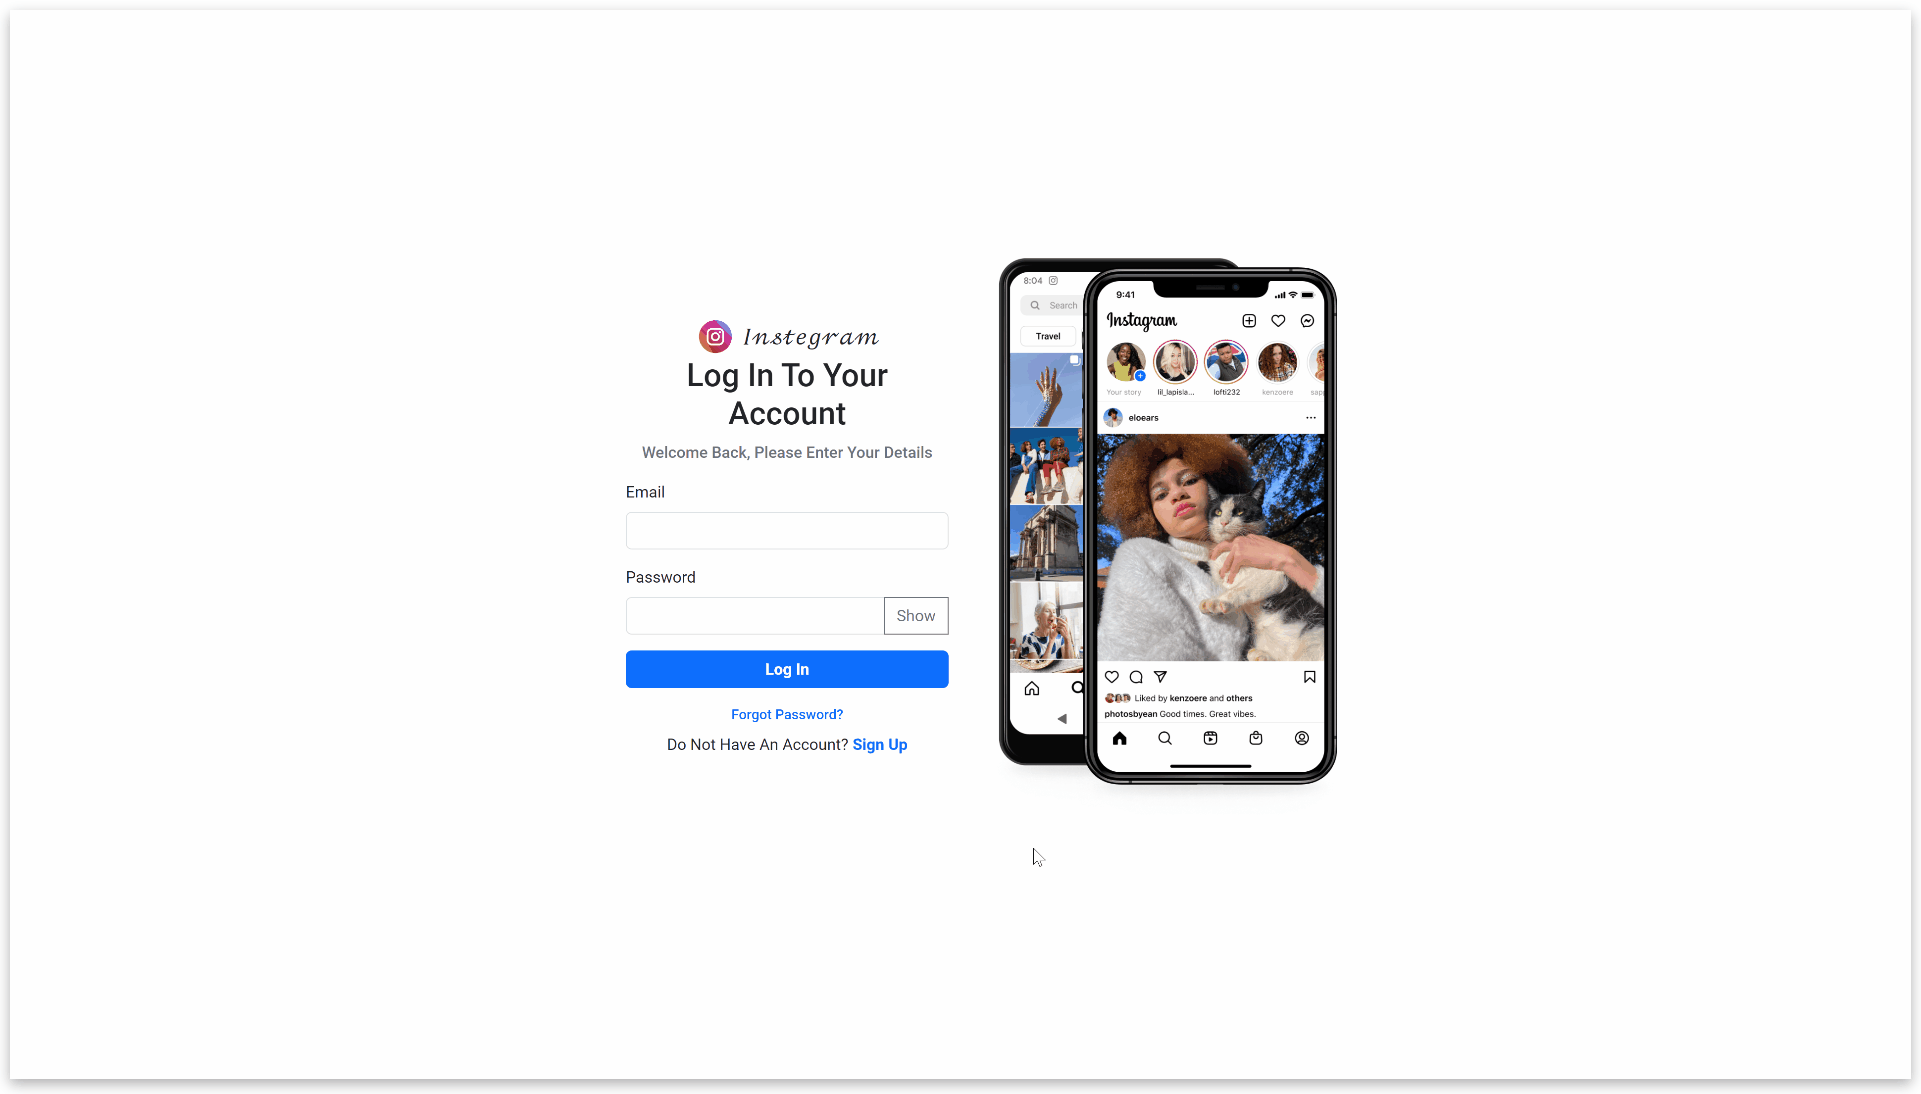 Instegram
Log In To Your
Account
Welcome Back, Please Enter Your Details
Email
Password
Show
Log In
Forgot Password?
Do Not Have An Account? Sign Up
8:04
Search
Travel
9:41
Instagram
Your story
lil_lapisla...
lofti232
kenzoere
sap
eloears
Liked by kenzoere and others
photosbyean Good times. Great vibes.